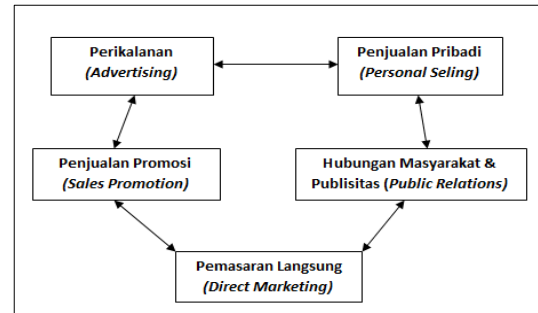 Perikalanan
(Advertising)
Penjualan Pribadi
(Personal Seling)
Penjualan Promosi
(Sales Promotion)
Hubungan Masyarakat &
Publisitas (Public Relations)
Pemasaran Langsung
(Direct Marketing)